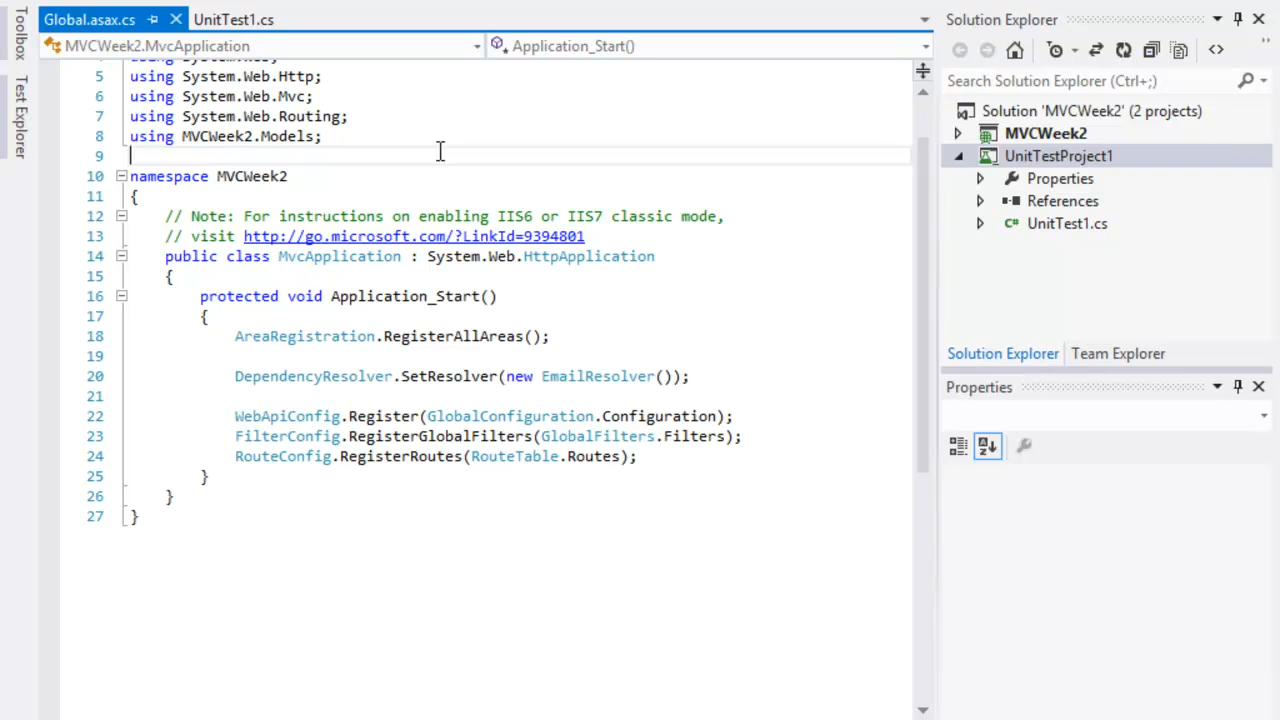 Global.asax.cs
UnitTest1.cs
Toolbox
Test Explorer
MVCWeek2.MvcApplication
Application_Start()
5 using System.Web.Http;
6 using System.Web.Mvc;
7 using System.Web.Routing;
8 using MVCWeek2.Models;
9
10 namespace MVCWeek2
11 {
12 // Note: For instructions on enabling IIS6 or IIS7 classic mode,
13 // visit http://go.microsoft.com/?LinkId=9394801
14 public class MvcApplication : System.Web.HttpApplication
15 {
16 protected void Application_Start()
17 {
18 AreaRegistration.RegisterAllAreas();
19
20 DependencyResolver.SetResolver(new EmailResolver());
21
22 WebApiConfig.Register(GlobalConfiguration.Configuration);
23 FilterConfig.RegisterGlobalFilters(GlobalFilters.Filters);
24 RouteConfig.RegisterRoutes(RouteTable.Routes);
25 }
26 }
27 }
Solution Explorer
Search Solution Explorer (Ctrl+;)
Solution 'MVCWeek2' (2 projects)
MVCWeek2
UnitTestProject1
Properties
References
C# UnitTest1.cs
Solution Explorer
Team Explorer
Properties